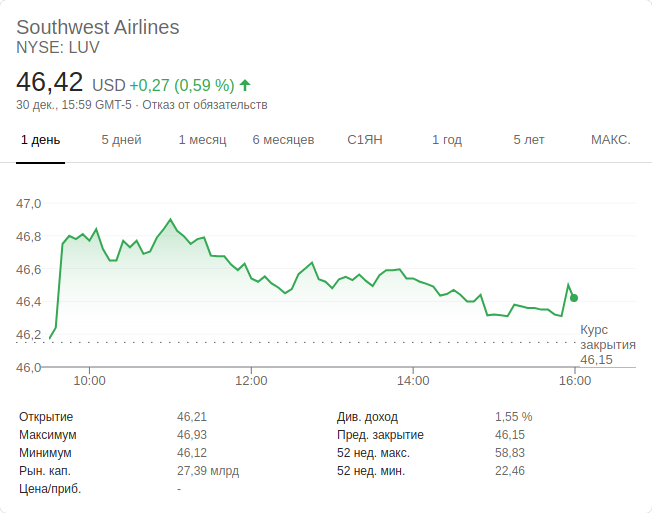 Southwest Airlines
NYSE: LUV
46,42 USD +0,27 (0,59 %)
30 дек., 15:59 GMT-5 · Отказ от обязательств
1 день 5 дней 1 месяц 6 месяцев С1ЯН 1 год 5 лет МАКС.
47,0
46,8
46,6
46,4
46,2
46,0
Курс
закрытия
46,15
10:00 12:00 14:00 16:00
Открытие 46,21 Див. доход 1,55 %
Максимум 46,93 Пред. закрытие 46,15
Минимум 46,12 52 нед. макс. 58,83
Рын. кап. 27,39 млрд 52 нед. мин. 22,46
Цена/приб. -